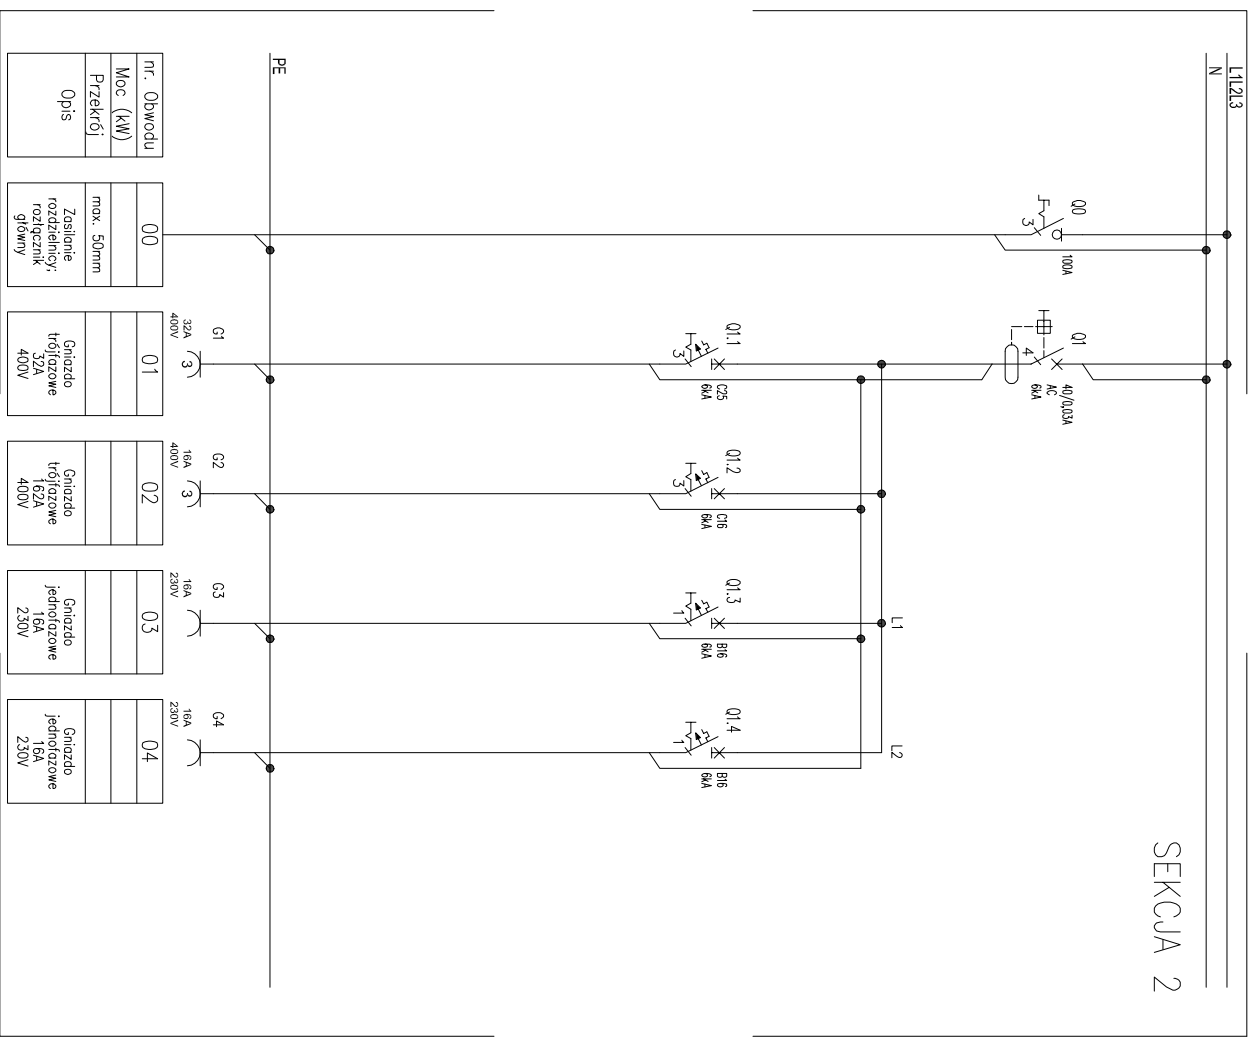 L1L2L3
N
SEKCJA 2
Q0
3
100A
Q1
4
40/0,03A
AC
6kA
L1
L2
Q1.1
3
C25
6kA
Q1.2
3
C16
6kA
Q1.3
1
B16
6kA
Q1.4
1
B16
6kA
PE
G1
32A
400V
3
G2
16A
400V
3
G3
16A
230V
G4
16A
230V
nr. Obwodu
00
01
02
03
04
Moc (kW)
Przekrój
max. 50mm
Opis
Zasilanie
rozdzielnicy;
rozłącznik
główny
Gniazdo
trójfazowe
32A
400V
Gniazdo
trójfazowe
162A
400V
Gniazdo
jednofazowe
16A
230V
Gniazdo
jednofazowe
16A
230V